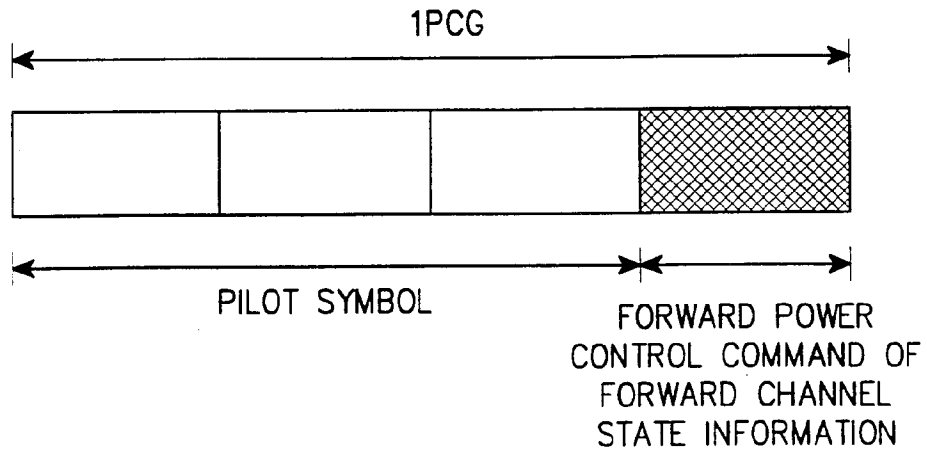 1PCG
PILOT SYMBOL
FORWARD POWER
CONTROL COMMAND OF
FORWARD CHANNEL
STATE INFORMATION